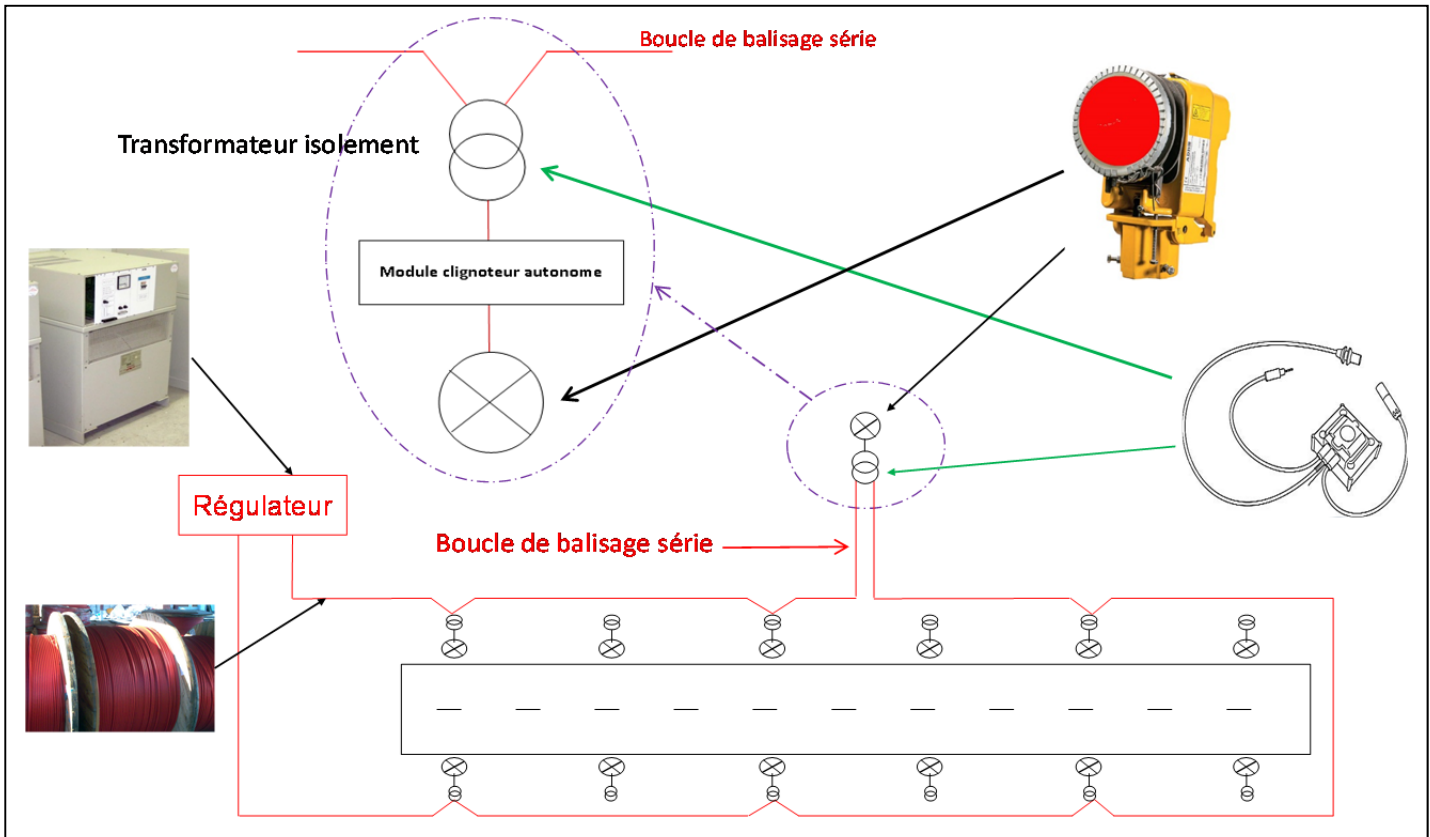 Boucle de balisage série
Transformateur isolement
Module clignoteur autonome
Régulateur
Boucle de balisage série